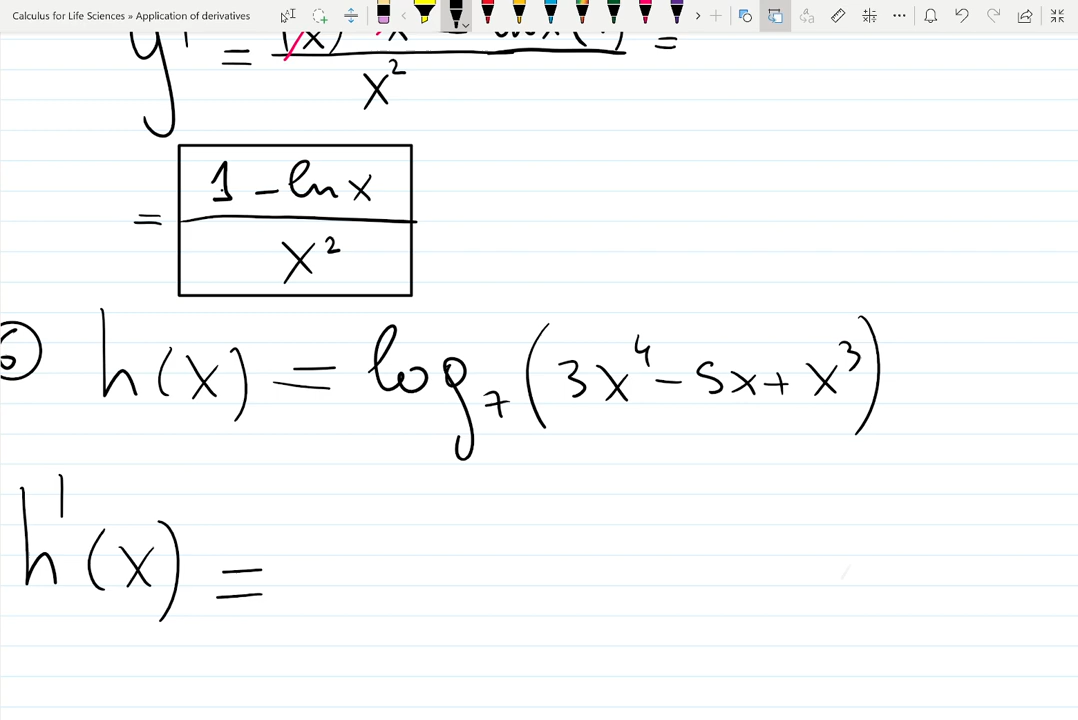 Calculus for Life Sciences » Application of derivatives
y' =
x²
= 1 - ln x
x²
h(x) = log₇ (3x⁴ - 5x + x³)
h'(x) =